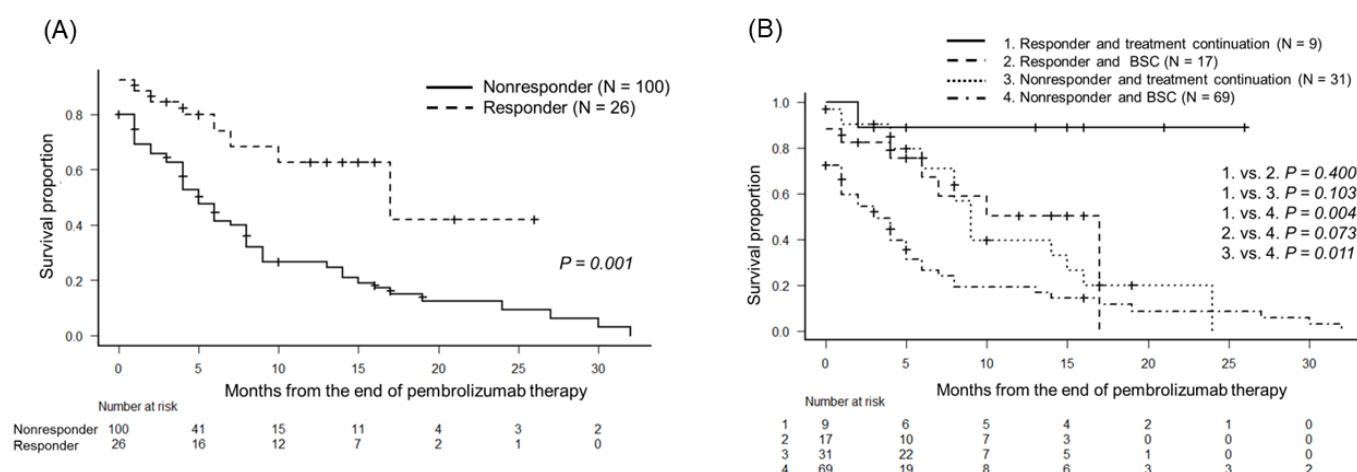 (A)
Nonresponder (N = 100)
Responder (N = 26)
Survival proportion
0.8
0.6
0.4
0.2
0.0
P = 0.001
0 5 10 15 20 25 30
Months from the end of pembrolizumab therapy
Number at risk
Nonresponder 100 41 15 11 4 3 2
Responder 26 16 12 7 2 1 0
(B)
1. Responder and treatment continuation (N = 9)
2. Responder and BSC (N = 17)
3. Nonresponder and treatment continuation (N = 31)
4. Nonresponder and BSC (N = 69)
Survival proportion
1.0
0.8
0.6
0.4
0.2
0.0
1. vs. 2. P = 0.400
1. vs. 3. P = 0.103
1. vs. 4. P = 0.004
2. vs. 4. P = 0.073
3. vs. 4. P = 0.011
0 5 10 15 20 25 30
Months from the end of pembrolizumab therapy
Number at risk
1 9 6 5 4 2 1 0
2 17 10 7 3 0 0 0
3 31 22 7 5 1 0 0
4 69 19 8 6 3 3 2